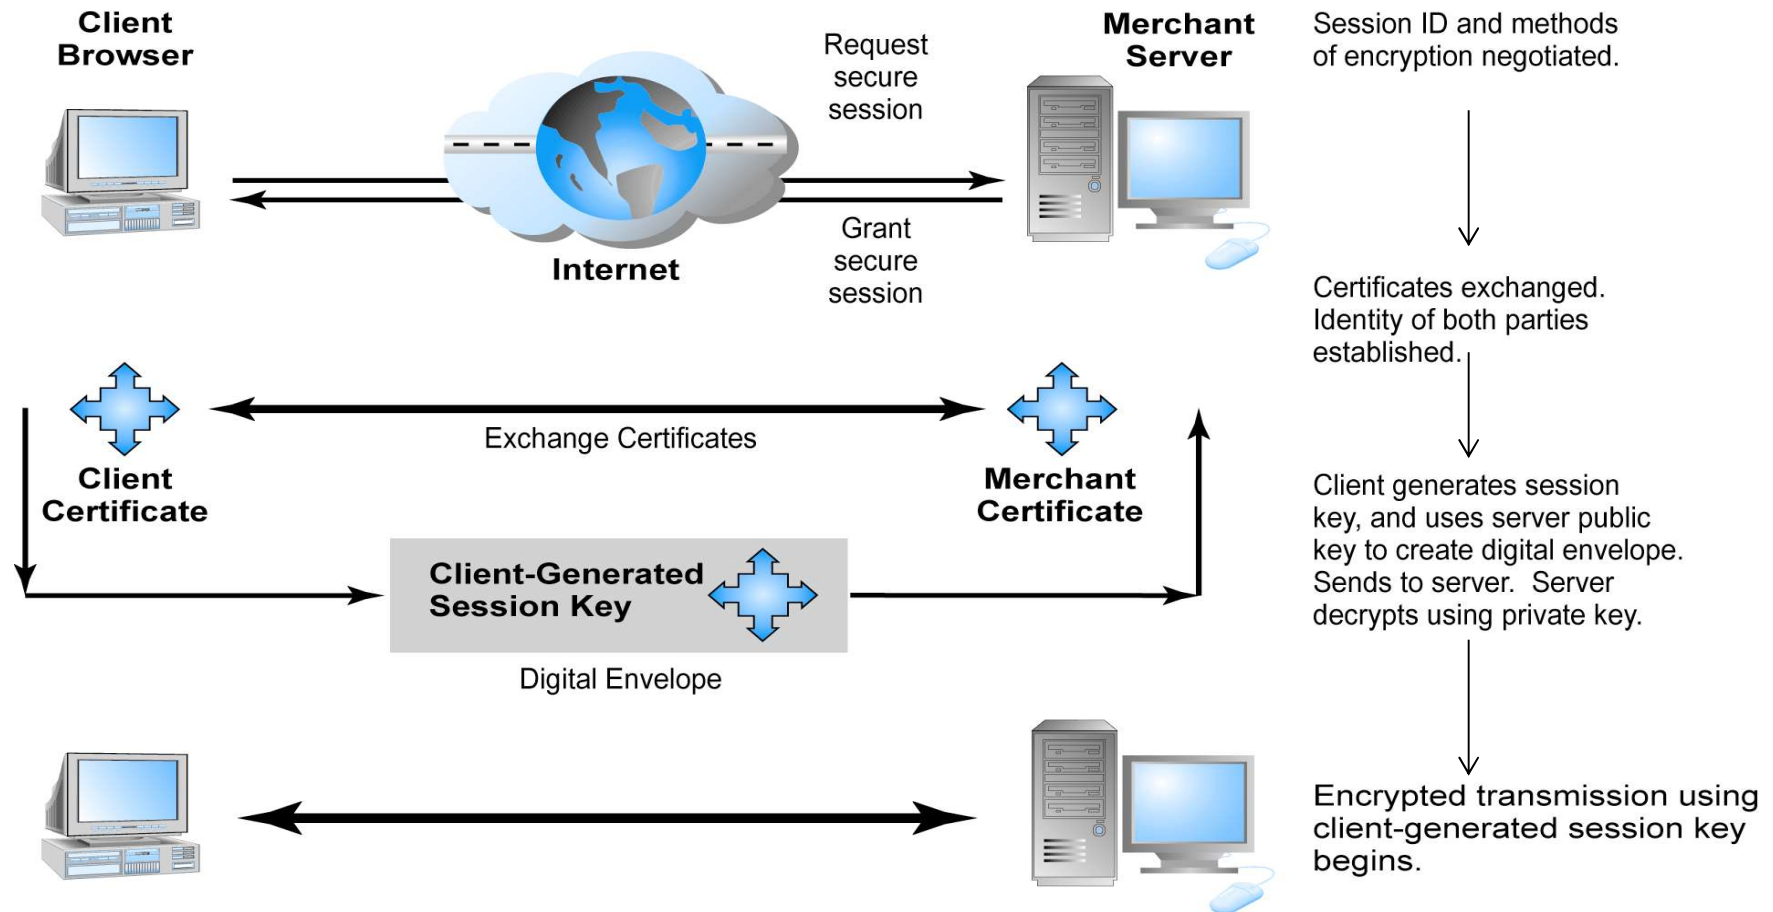 Client
Browser
Request
secure
session
Merchant
Server
Internet
Grant
secure
session
Session ID and methods
of encryption negotiated.
Certificates exchanged.
Identity of both parties
established.
Exchange Certificates
Client
Certificate
Merchant
Certificate
Client-Generated
Session Key
Digital Envelope
Client generates session
key, and uses server public
key to create digital envelope.
Sends to server.  Server
decrypts using private key.
Encrypted transmission using
client-generated session key
begins.